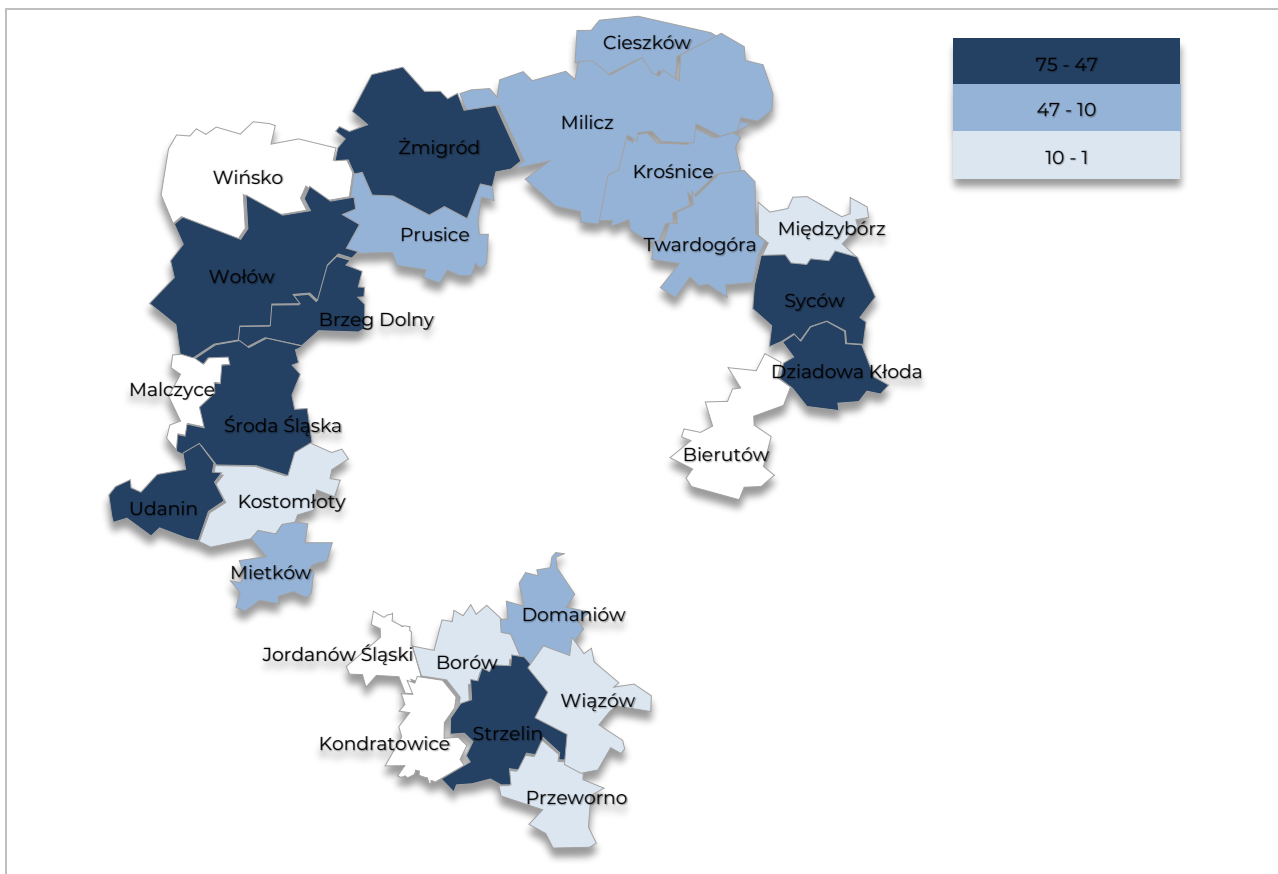 Cieszków
75 - 47
47 - 10
10 - 1
Milicz
Żmigród
Krośnice
Wińsko
Międzybórz
Prusice
Twardogóra
Wołów
Syców
Brzeg Dolny
Dziadowa Kłoda
Malczyce
Środa Śląska
Bierutów
Udanin
Kostomłoty
Mietków
Domaniów
Jordanów Śląski
Borów
Wiązów
Strzelin
Kondratowice
Przeworno